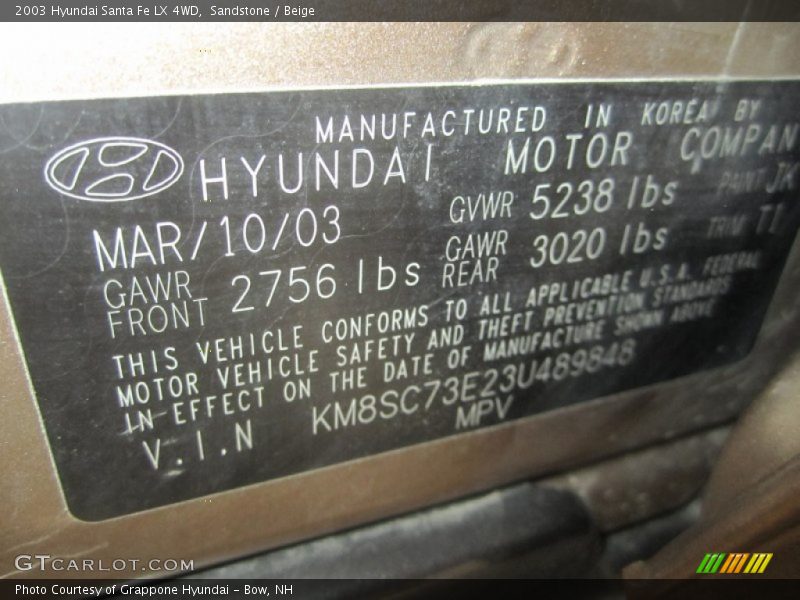 2003 Hyundai Santa Fe LX 4WD, Sandstone / Beige
MANUFACTURED IN KOREA BY
HYUNDAI MOTOR COMPAN
MAR/10/03 GVWR 5238 lbs PAINT JK
GAWR FRONT 2756 lbs GAWR REAR 3020 lbs TRIM
THIS VEHICLE CONFORMS TO ALL APPLICABLE U.S.A. FEDERAL
MOTOR VEHICLE SAFETY AND THEFT PREVENTION STANDARDS
IN EFFECT ON THE DATE OF MANUFACTURE SHOWN ABOVE
V.I.N KM8SC73E23U489848
MPV
GTCARLOT.COM
Photo Courtesy of Grappone Hyundai - Bow, NH